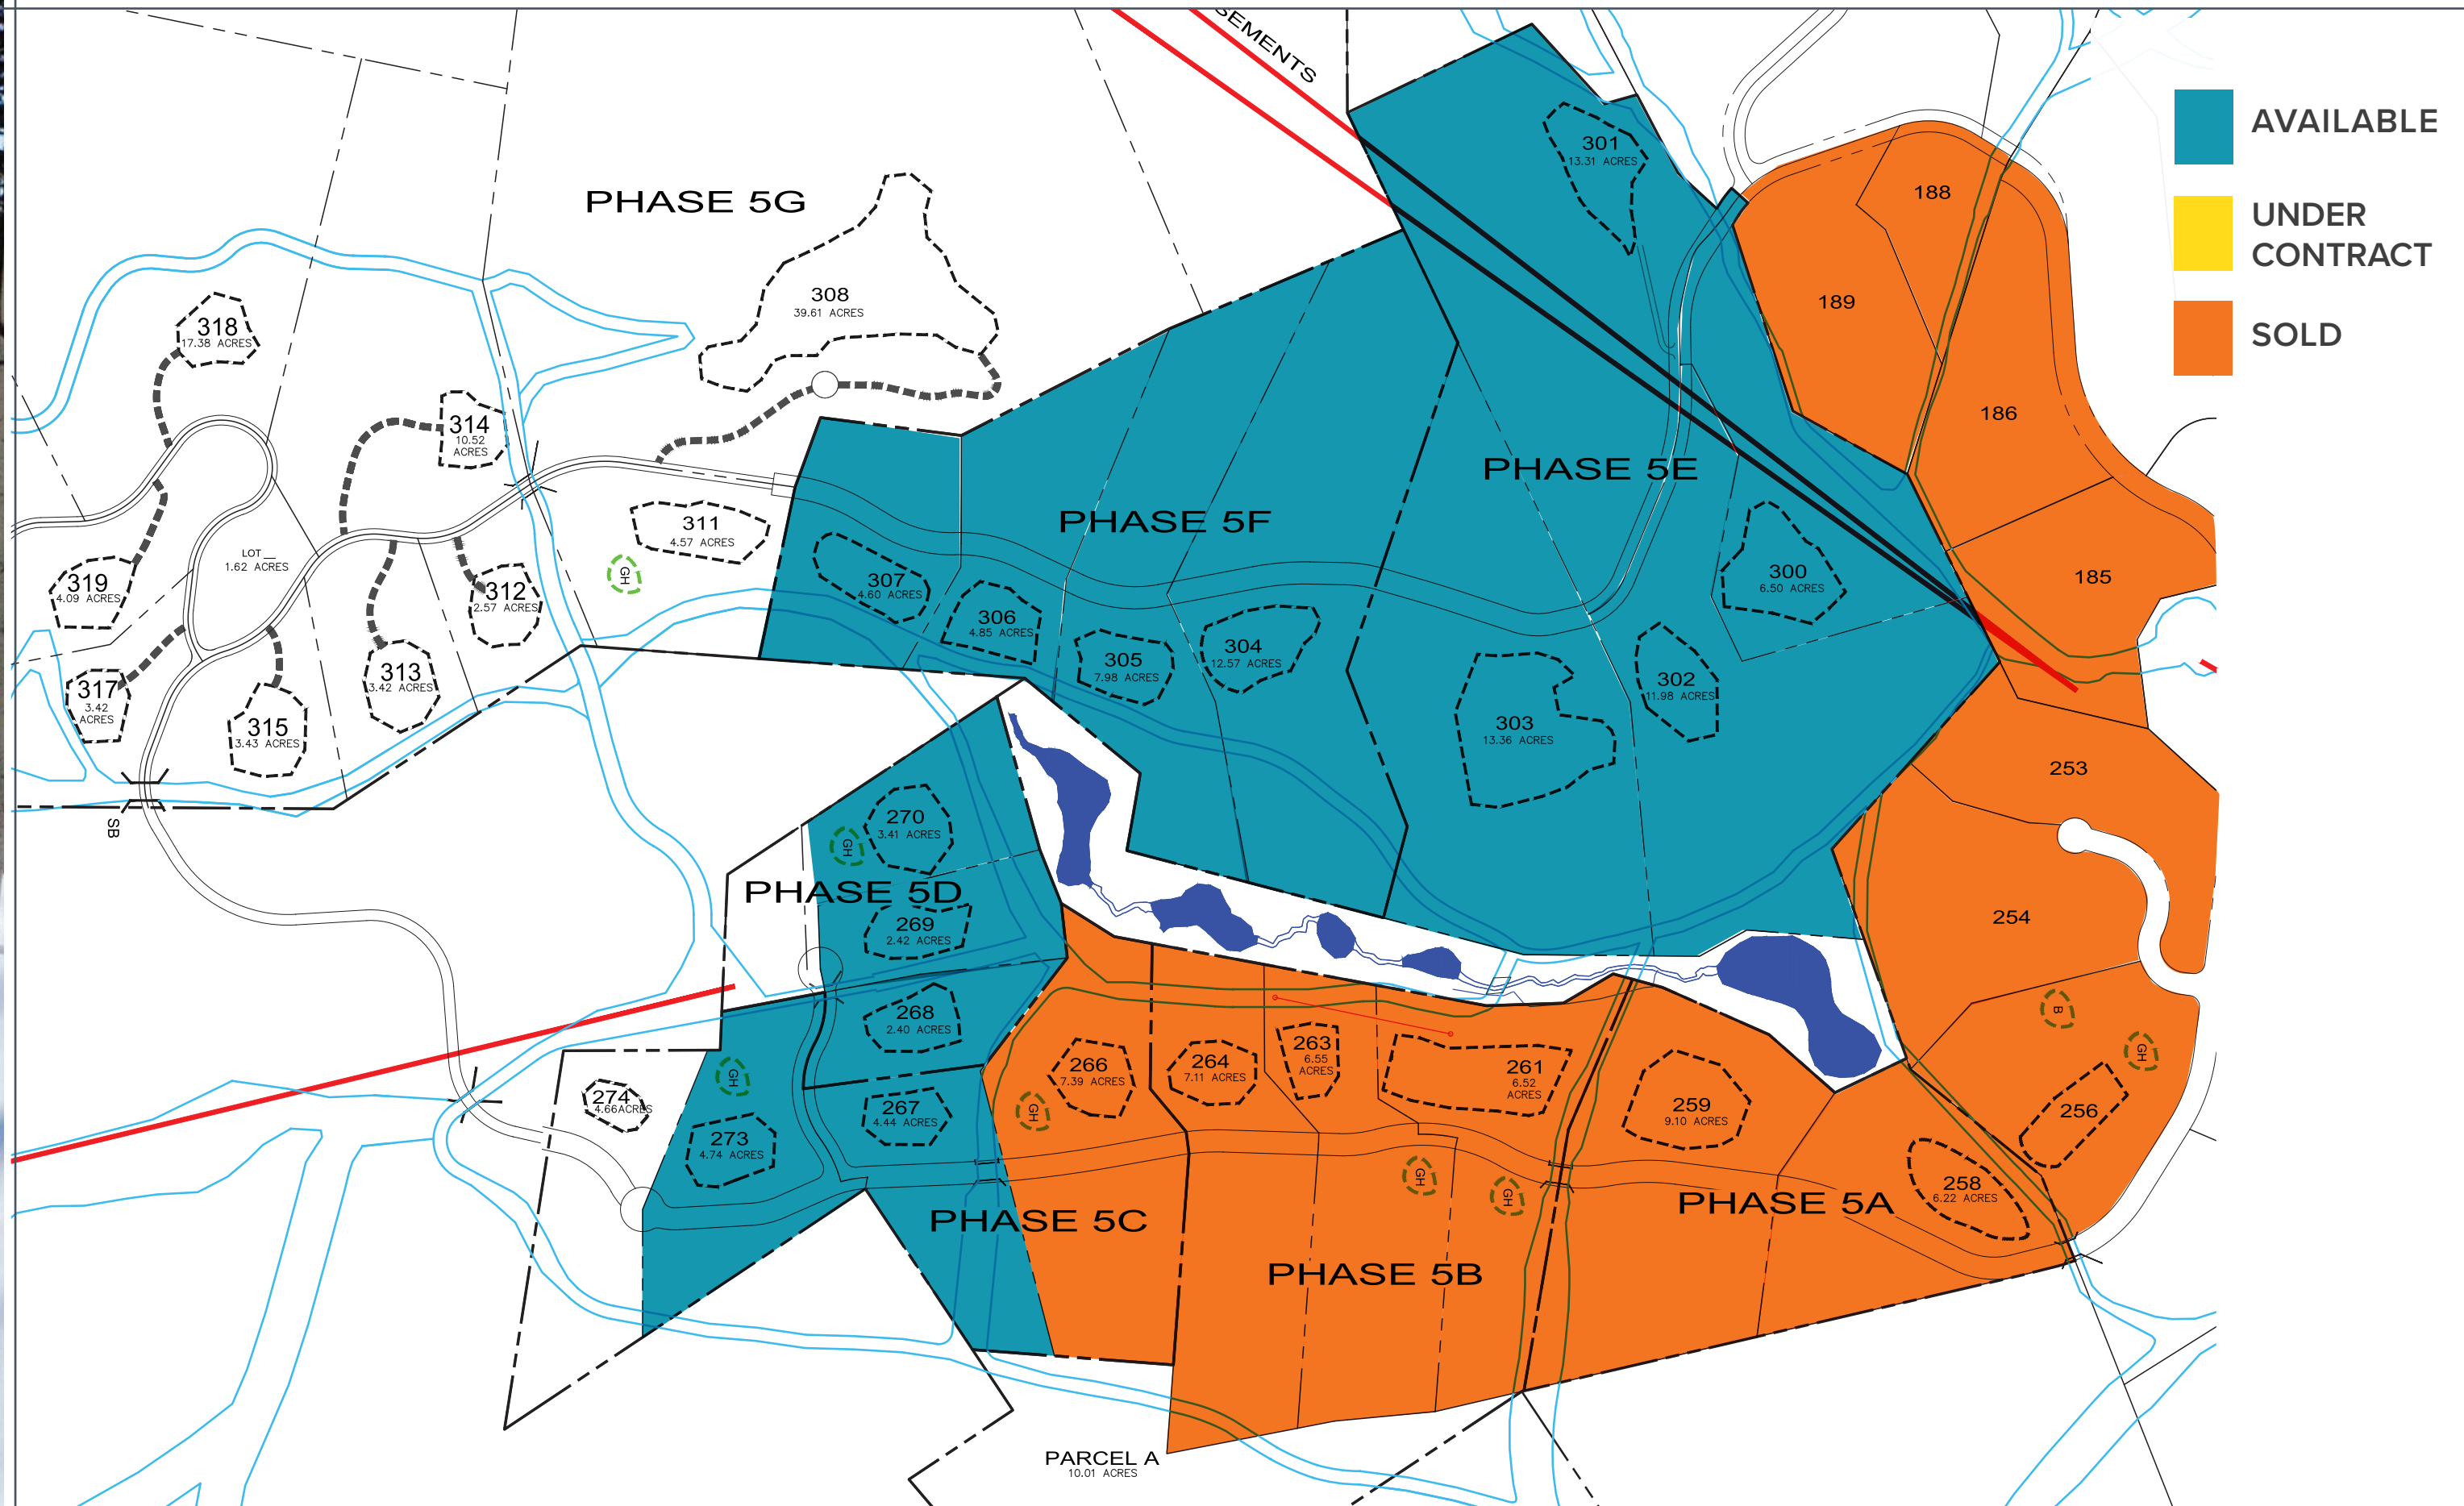 SEMENTS
AVAILABLE
UNDER
CONTRACT
SOLD
PHASE 5G
301
13.31 ACRES
188
189
308
39.61 ACRES
318
17.38 ACRES
314
10.52
ACRES
186
PHASE 5E
PHASE 5F
311
4.57 ACRES
GH
LOT __
1.62 ACRES
319
4.09 ACRES
312
2.57 ACRES
307
4.60 ACRES
306
4.85 ACRES
300
6.50 ACRES
185
305
7.98 ACRES
304
12.57 ACRES
317
3.42
ACRES
313
3.42 ACRES
315
3.43 ACRES
302
11.98 ACRES
303
13.36 ACRES
253
SB
270
3.41 ACRES
GH
PHASE 5D
269
2.42 ACRES
254
268
2.40 ACRES
B
GH
263
6.55
ACRES
266
7.39 ACRES
264
7.11 ACRES
261
6.52
ACRES
GH
274
4.66ACRES
267
4.44 ACRES
GH
259
9.10 ACRES
256
273
4.74 ACRES
GH
GH
258
6.22 ACRES
PHASE 5A
PHASE 5C
PHASE 5B
PARCEL A
10.01 ACRES